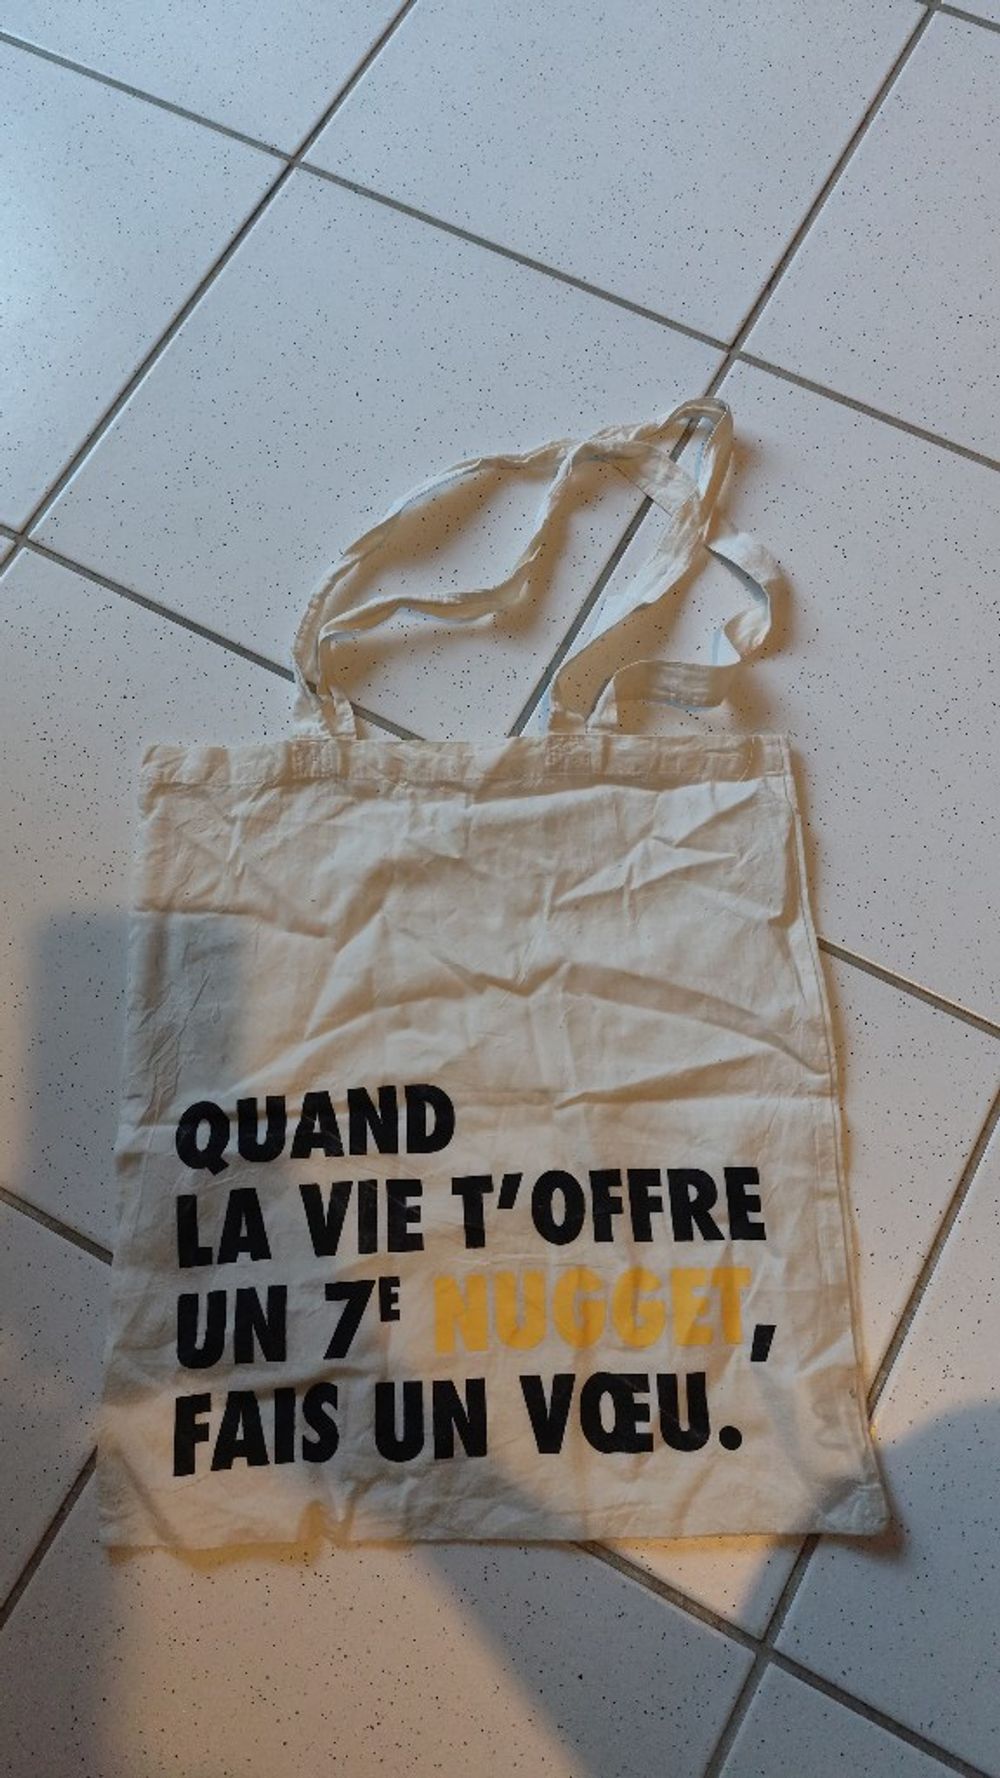 QUAND
LA VIE T'OFFRE
UN 7E NUGGET,
FAIS UN VŒU.